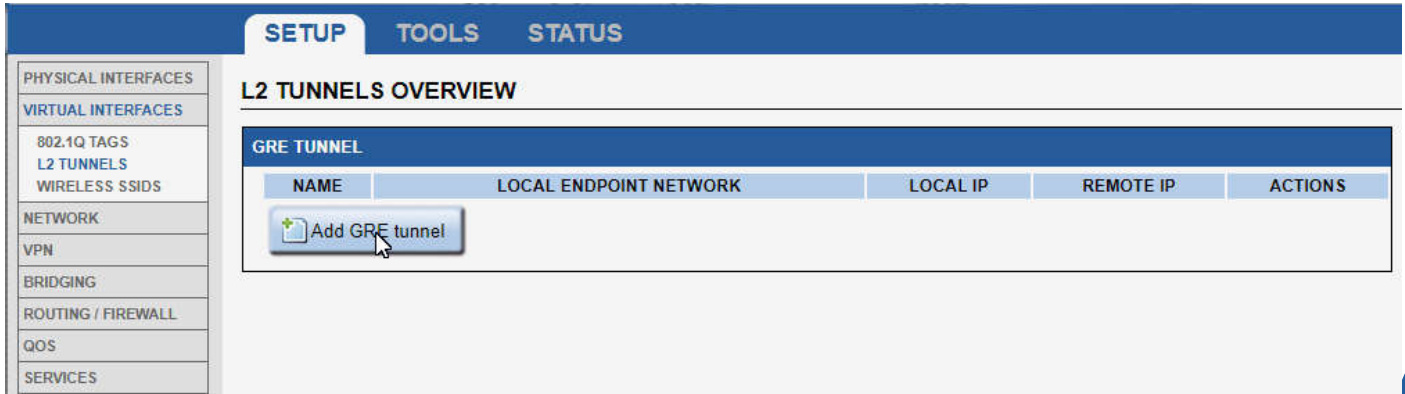 SETUP TOOLS STATUS
PHYSICAL INTERFACES
VIRTUAL INTERFACES
802.1Q TAGS
L2 TUNNELS
WIRELESS SSIDS
NETWORK
VPN
BRIDGING
ROUTING / FIREWALL
QOS
SERVICES
L2 TUNNELS OVERVIEW
GRE TUNNEL
NAME LOCAL ENDPOINT NETWORK LOCAL IP REMOTE IP ACTIONS
Add GRE tunnel